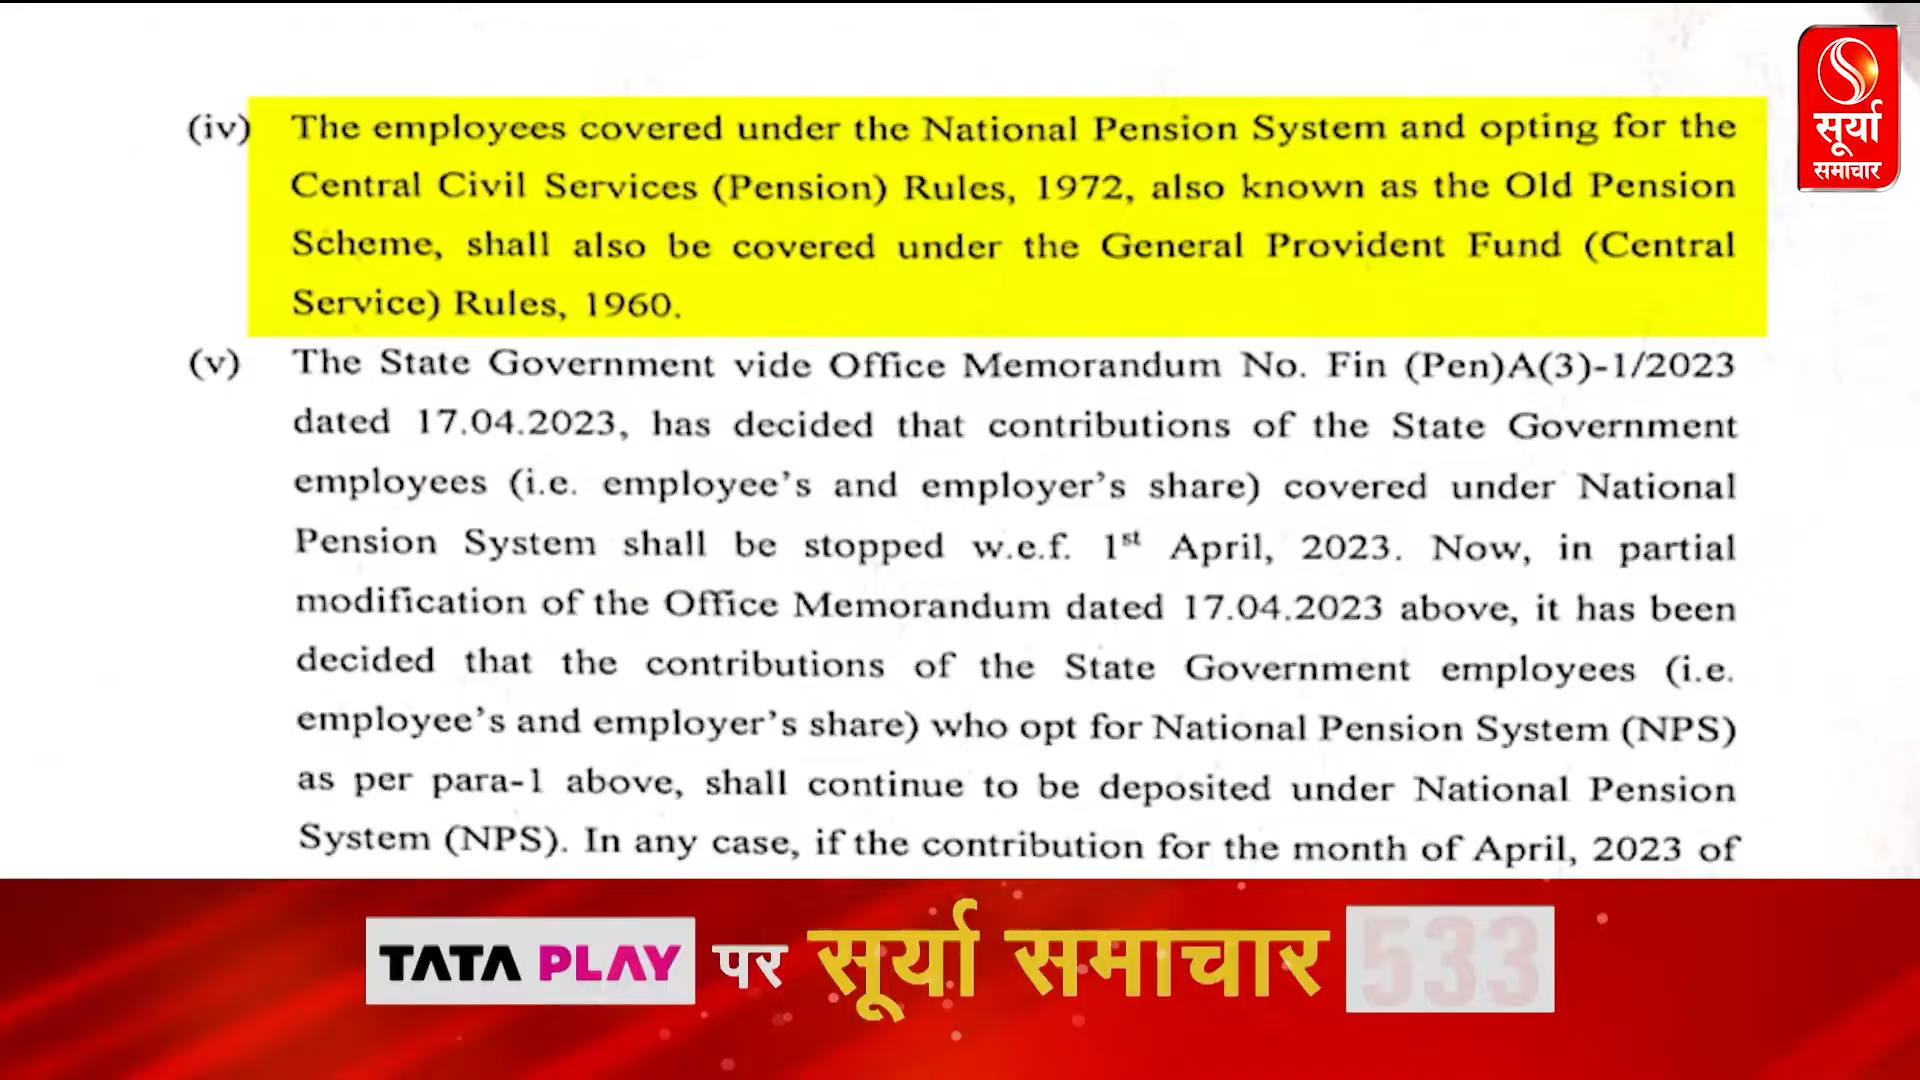 सूर्या
समाचार
(iv) The employees covered under the National Pension System and opting for the
Central Civil Services (Pension) Rules, 1972, also known as the Old Pension
Scheme, shall also be covered under the General Provident Fund (Central
Service) Rules, 1960.
(v) The State Government vide Office Memorandum No. Fin (Pen)A(3)-1/2023
dated 17.04.2023, has decided that contributions of the State Government
employees (i.e. employee's and employer's share) covered under National
Pension System shall be stopped w.e.f. 1st April, 2023. Now, in partial
modification of the Office Memorandum dated 17.04.2023 above, it has been
decided that the contributions of the State Government employees (i.e.
employee's and employer's share) who opt for National Pension System (NPS)
as per para-1 above, shall continue to be deposited under National Pension
System (NPS). In any case, if the contribution for the month of April, 2023 of
TATA PLAY पर सूर्या समाचार 533